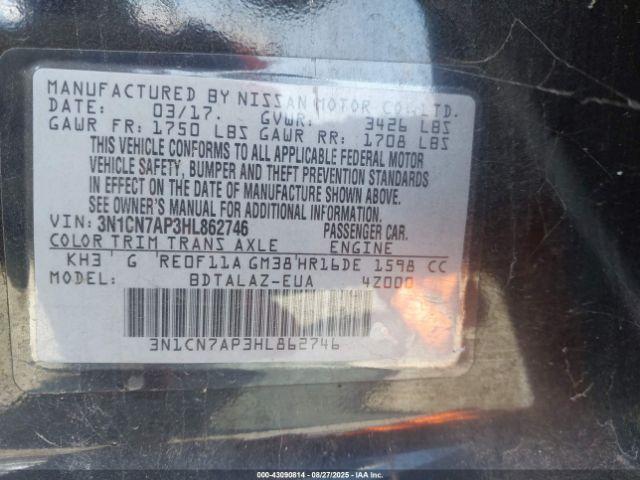 MANUFACTURED BY NISSAN MOTOR CO.,LTD.
DATE: 03/17. GVWR: 3426 LBS
GAWR FR: 1750 LBS GAWR RR: 1708 LBS
THIS VEHICLE CONFORMS TO ALL APPLICABLE FEDERAL MOTOR
VEHICLE SAFETY, BUMPER AND THEFT PREVENTION STANDARDS
IN EFFECT ON THE DATE OF MANUFACTURE SHOWN ABOVE.
SEE OWNER'S MANUAL FOR ADDITIONAL INFORMATION.
VIN: 3N1CN7AP3HL862746 PASSENGER CAR.
COLOR TRIM TRANS AXLE ENGINE
KH3 G RE0F11A GM38 HR16DE 1598 CC
MODEL: BDTALAZ-EUA 4Z000
3N1CN7AP3HL862746
000-43090814 | 08/27/2025 | © IAA, Inc.